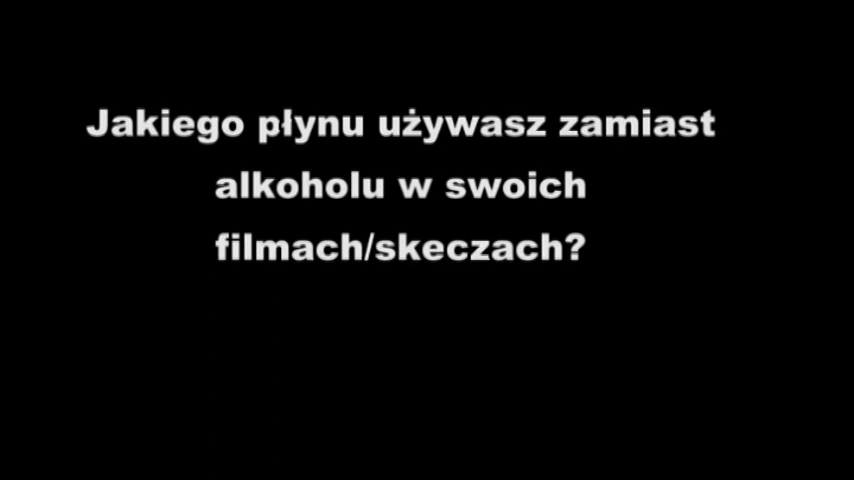 Jakiego płynu używasz zamiast
alkoholu w swoich
filmach/skeczach?